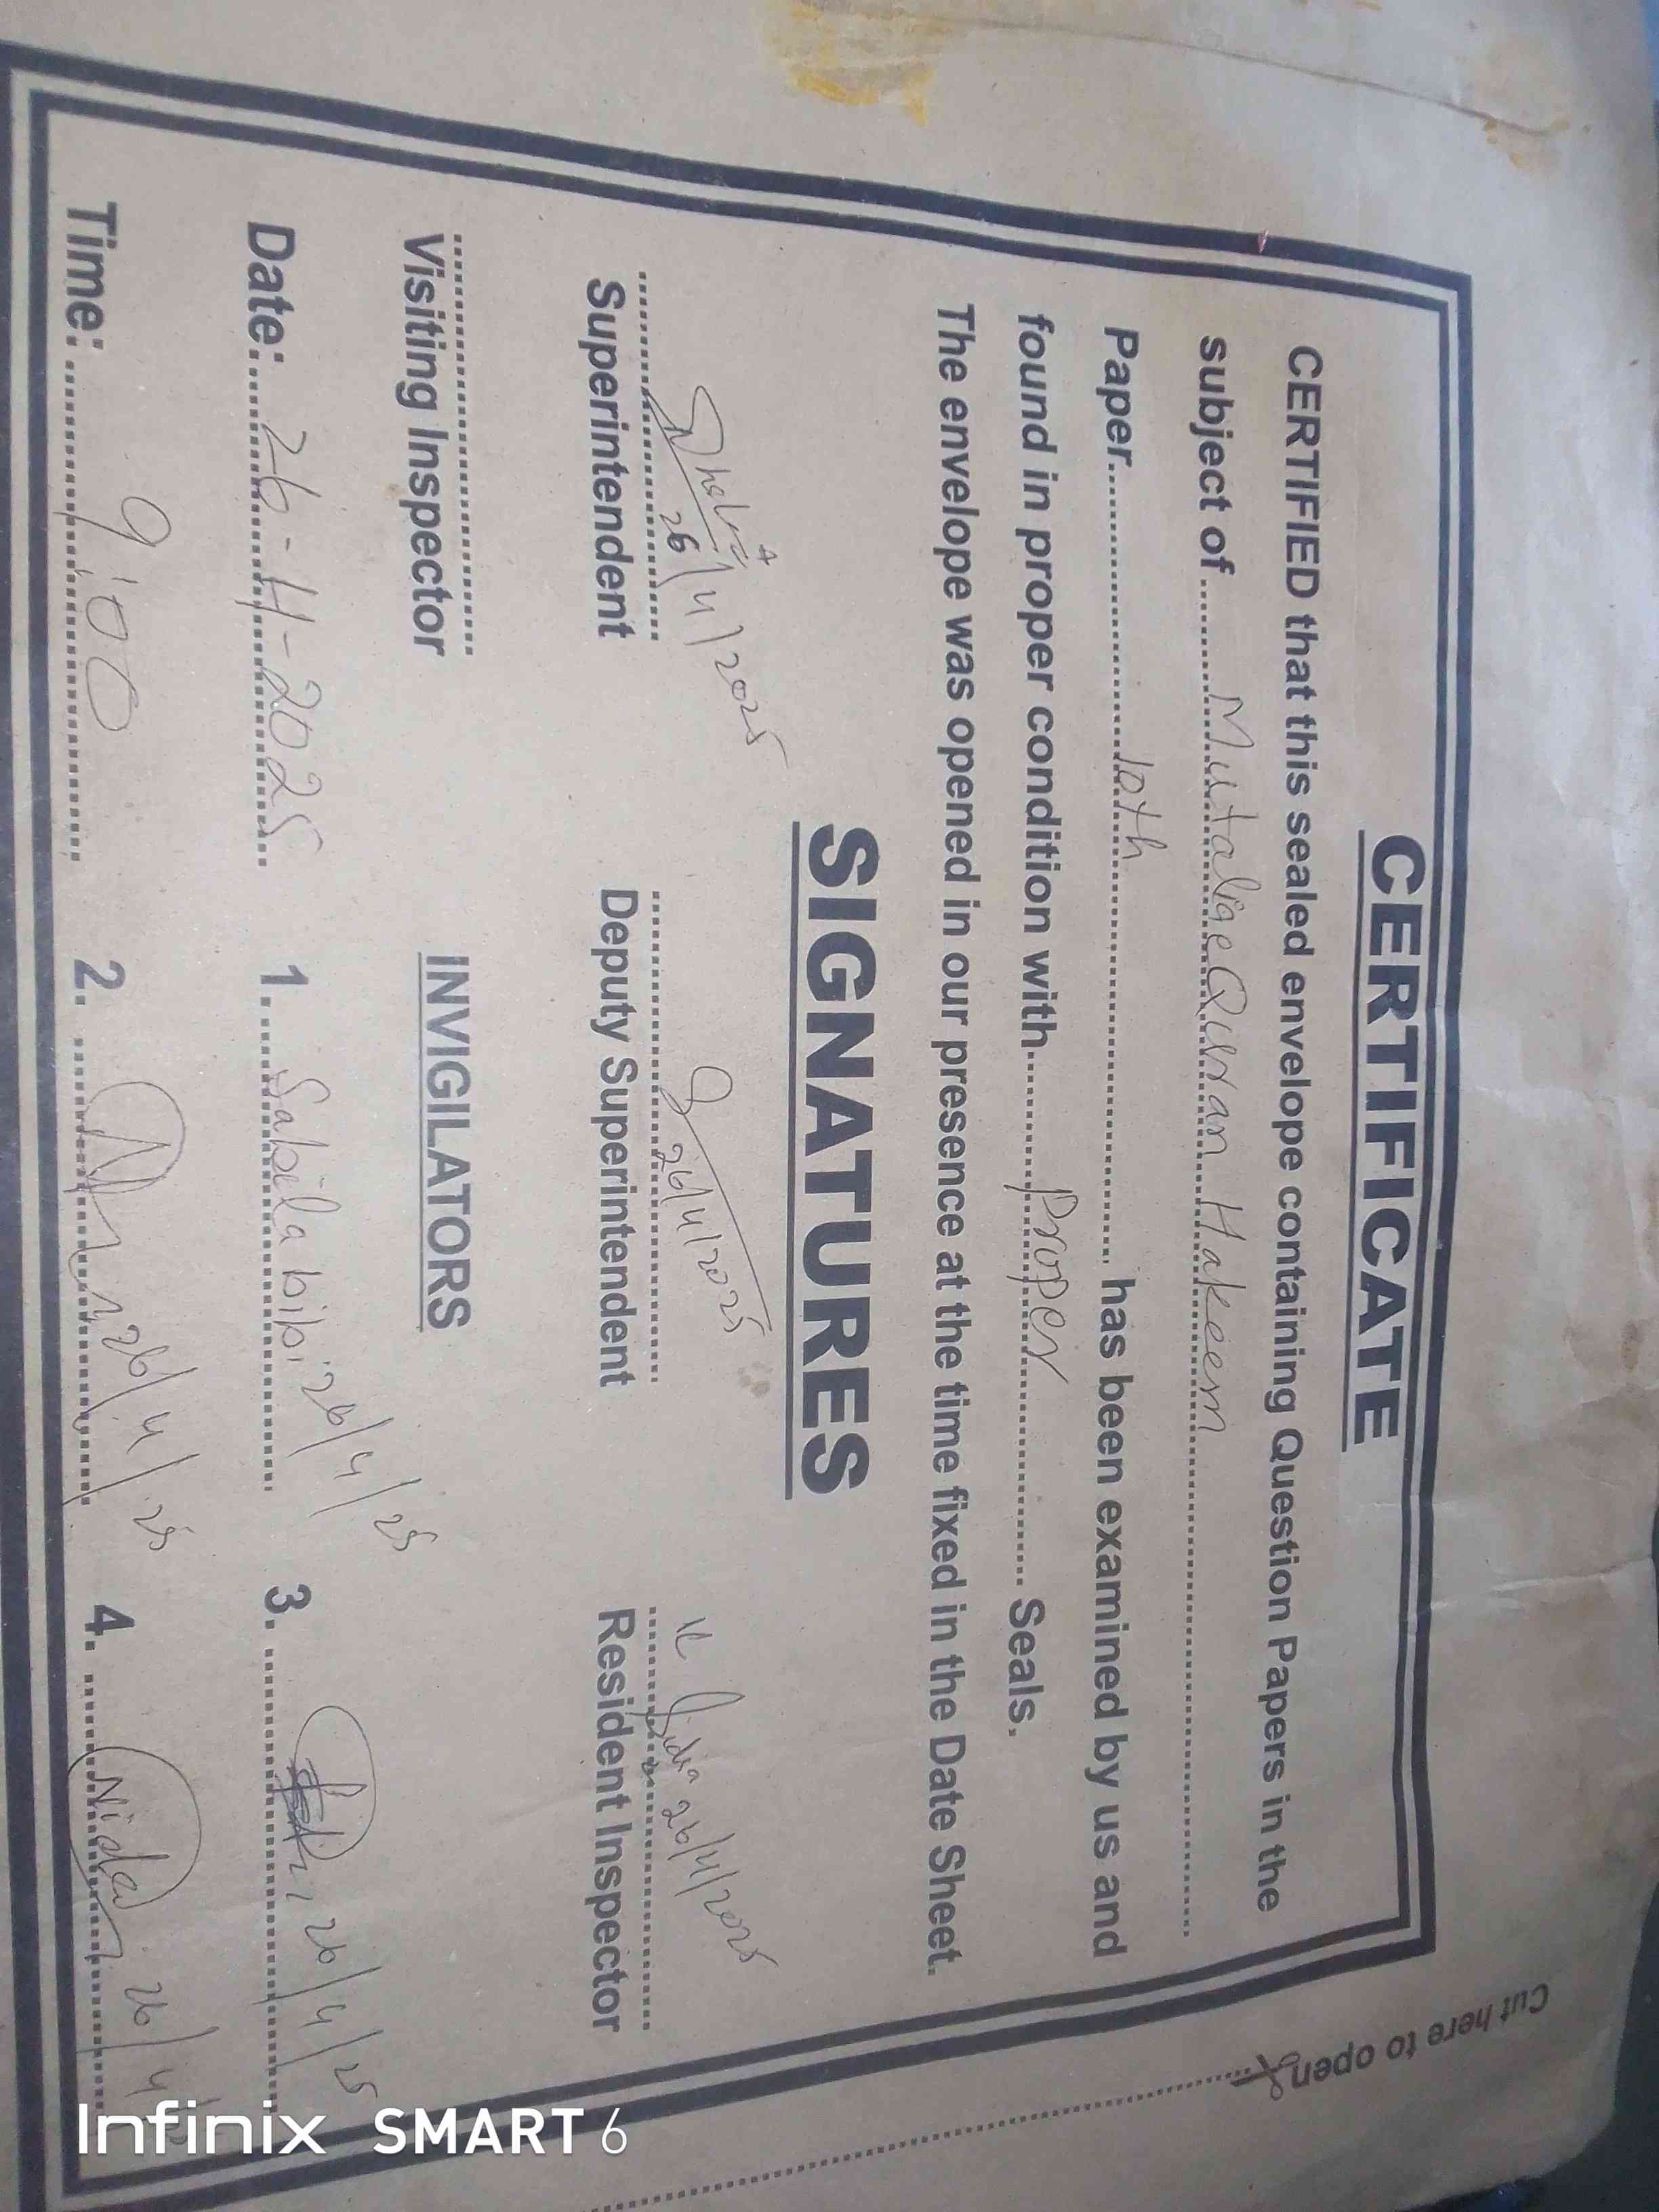 CERTIFICATE
CERTIFIED that this sealed envelope containing Question Papers in the
subject of........Mutaliae Quran Hakeem........
Paper........10th........ has been examined by us and
found in proper condition with........proper........ Seals.
The envelope was opened in our presence at the time fixed in the Date Sheet.
SIGNATURES
26/4/2025 26/4/2025 26/4/2025
Superintendent Deputy Superintendent Resident Inspector
Visiting Inspector INVIGILATORS
Date: 26-4-2025 1. Sabila bibi 26/4/25 3. 26/4/25
Time: 9:00 2. 26/4/25 4. Nida 26/4/
Cut here to open
Infinix SMART 6